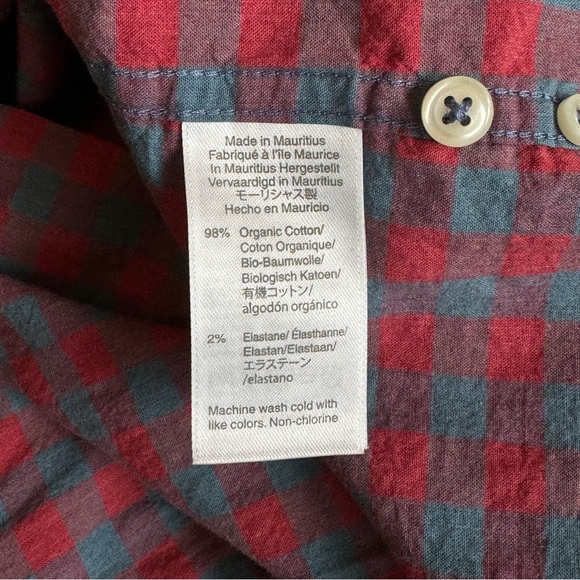 Made in Mauritius
Fabriqué à l'île Maurice
In Mauritius Hergestellt
Vervaardigd in Mauritius
モーリシャス製
Hecho en Mauricio
98% Organic Cotton/
Coton Organique/
Bio-Baumwolle/
Biologisch Katoen/
有機コットン/
algodón orgánico
2% Elastane/ Élasthanne/
Elastan/Elastaan/
エラステーン
/elastano
Machine wash cold with
like colors. Non-chlorine